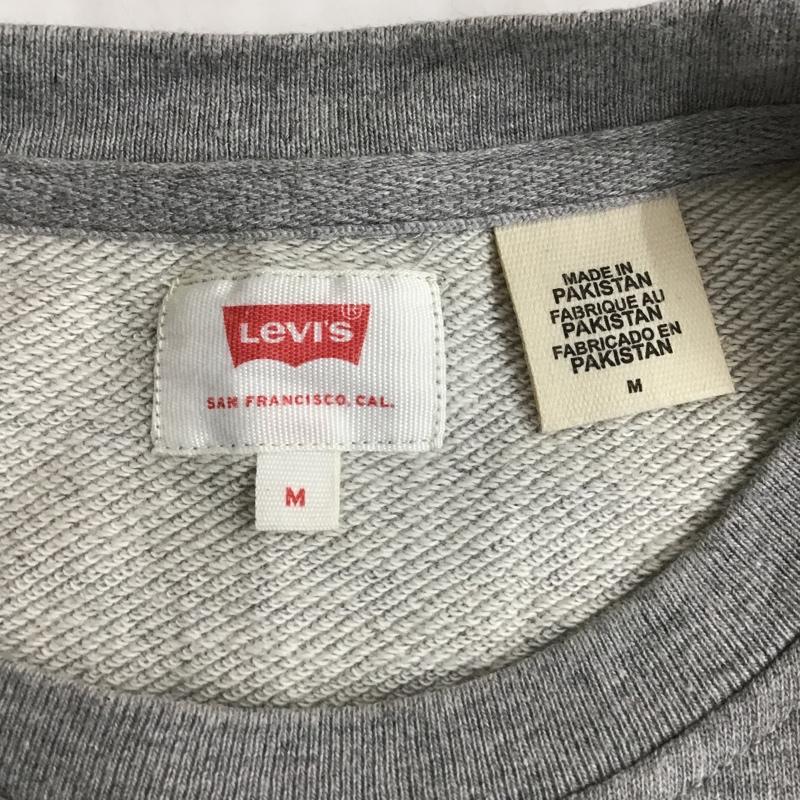 LEVI'S®
SAN FRANCISCO, CAL.
M
MADE IN
PAKISTAN
FABRIQUE AU
PAKISTAN
FABRICADO EN
PAKISTAN
M